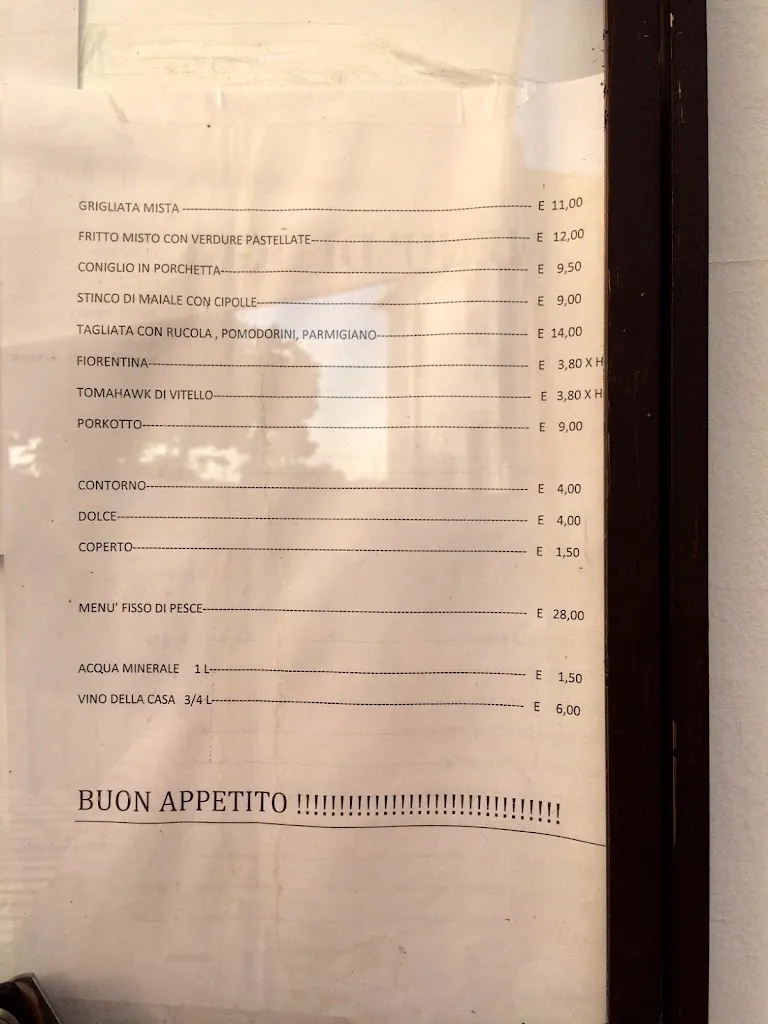 GRIGLIATA MISTA ------------------------------------------------ E 11,00
FRITTO MISTO CON VERDURE PASTELLATE------------------------------ E 12,00
CONIGLIO IN PORCHETTA------------------------------------------- E 9,50
STINCO DI MAIALE CON CIPOLLE------------------------------------- E 9,00
TAGLIATA CON RUCOLA , POMODORINI, PARMIGIANO--------------------- E 14,00
FIORENTINA------------------------------------------------------ E 3,80 X H
TOMAHAWK DI VITELLO--------------------------------------------- E 3,80 X H
PORKOTTO-------------------------------------------------------- E 9,00
CONTORNO-------------------------------------------------------- E 4,00
DOLCE----------------------------------------------------------- E 4,00
COPERTO--------------------------------------------------------- E 1,50
MENU' FISSO DI PESCE-------------------------------------------- E 28,00
ACQUA MINERALE 1 L---------------------------------------------- E 1,50
VINO DELLA CASA 3/4 L------------------------------------------- E 6,00
BUON APPETITO !!!!!!!!!!!!!!!!!!!!!!!!!!!!!!!